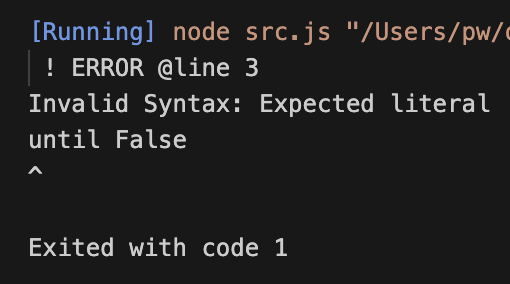 [Running] node src.js "/Users/pw/
! ERROR @line 3
Invalid Syntax: Expected literal
until False
^
Exited with code 1